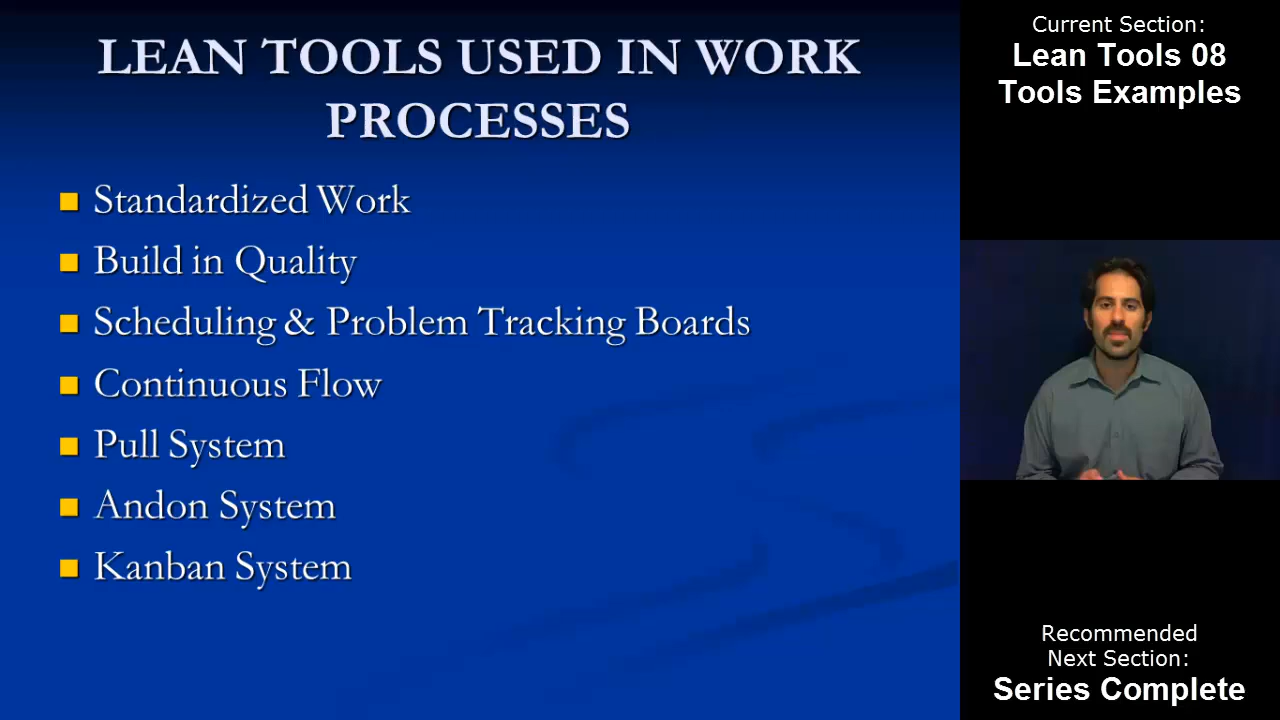 LEAN TOOLS USED IN WORK
PROCESSES
Standardized Work
Build in Quality
Scheduling & Problem Tracking Boards
Continuous Flow
Pull System
Andon System
Kanban System
Current Section:
Lean Tools 08
Tools Examples
Recommended
Next Section:
Series Complete